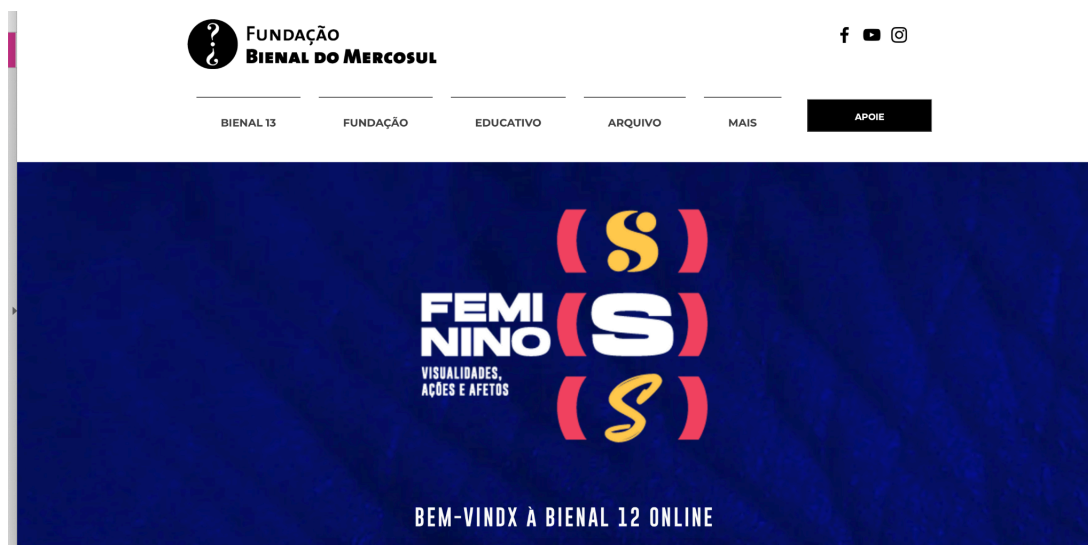 FUNDAÇÃO
BIENAL DO MERCOSUL
BIENAL 13
FUNDAÇÃO
EDUCATIVO
ARQUIVO
MAIS
APOIE
(S)
FEMI
NINO
(S)
VISUALIDADES,
AÇÕES E AFETOS
(S)
BEM-VINDX À BIENAL 12 ONLINE